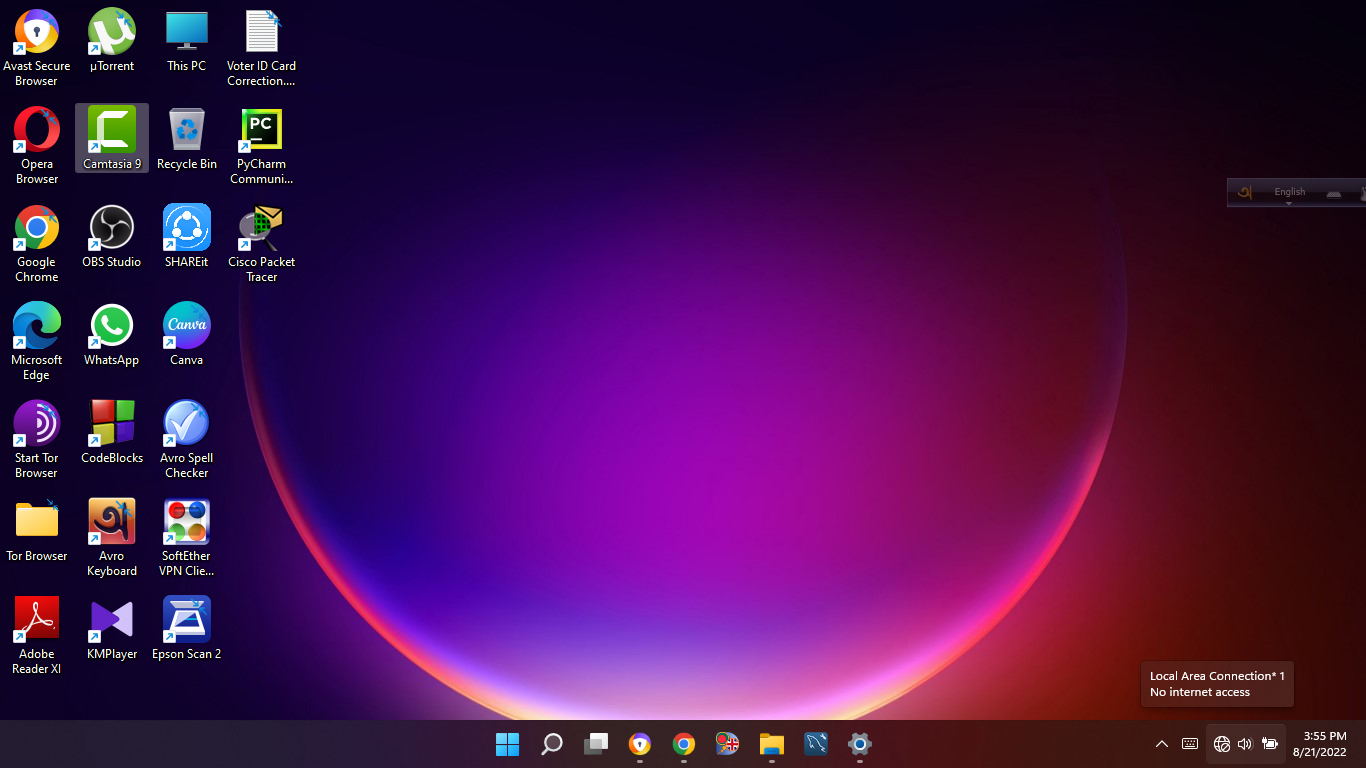 Avast Secure
Browser
µTorrent
This PC
Voter ID Card
Correction....
Opera
Browser
Camtasia 9
Recycle Bin
PC
PyCharm
Communi...
Google
Chrome
OBS Studio
SHAREit
Cisco Packet
Tracer
Microsoft
Edge
WhatsApp
Canva
Canva
Start Tor
Browser
CodeBlocks
Avro Spell
Checker
Tor Browser
অ
Avro
Keyboard
SoftEther
VPN Clie...
Adobe
Reader XI
KMPlayer
Epson Scan 2
English
Local Area Connection* 1
No internet access
3:55 PM
8/21/2022